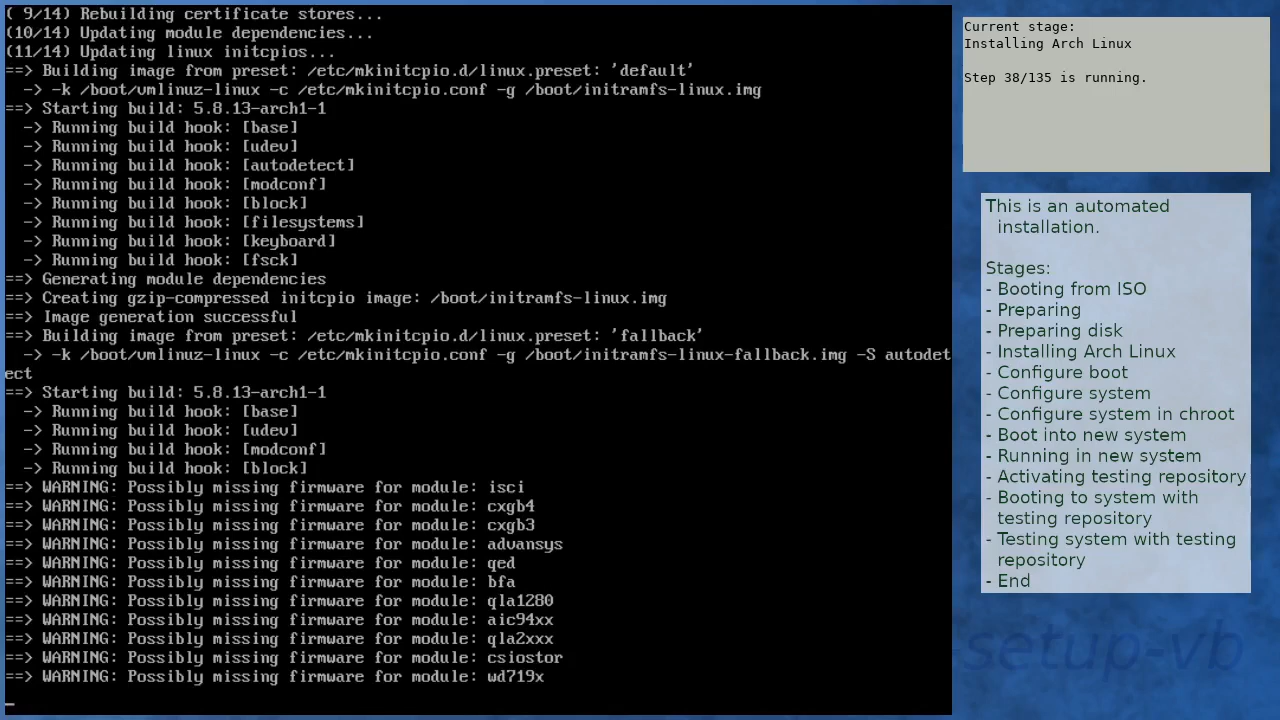 ( 9/14) Rebuilding certificate stores...
(10/14) Updating module dependencies...
(11/14) Updating linux initcpios...
==> Building image from preset: /etc/mkinitcpio.d/linux.preset: 'default'
  -> -k /boot/vmlinuz-linux -c /etc/mkinitcpio.conf -g /boot/initramfs-linux.img
==> Starting build: 5.8.13-arch1-1
  -> Running build hook: [base]
  -> Running build hook: [udev]
  -> Running build hook: [autodetect]
  -> Running build hook: [modconf]
  -> Running build hook: [block]
  -> Running build hook: [filesystems]
  -> Running build hook: [keyboard]
  -> Running build hook: [fsck]
==> Generating module dependencies
==> Creating gzip-compressed initcpio image: /boot/initramfs-linux.img
==> Image generation successful
==> Building image from preset: /etc/mkinitcpio.d/linux.preset: 'fallback'
  -> -k /boot/vmlinuz-linux -c /etc/mkinitcpio.conf -g /boot/initramfs-linux-fallback.img -S autodet
ect
==> Starting build: 5.8.13-arch1-1
  -> Running build hook: [base]
  -> Running build hook: [udev]
  -> Running build hook: [modconf]
  -> Running build hook: [block]
==> WARNING: Possibly missing firmware for module: isci
==> WARNING: Possibly missing firmware for module: cxgb4
==> WARNING: Possibly missing firmware for module: cxgb3
==> WARNING: Possibly missing firmware for module: advansys
==> WARNING: Possibly missing firmware for module: qed
==> WARNING: Possibly missing firmware for module: bfa
==> WARNING: Possibly missing firmware for module: qla1280
==> WARNING: Possibly missing firmware for module: aic94xx
==> WARNING: Possibly missing firmware for module: qla2xxx
==> WARNING: Possibly missing firmware for module: csiostor
==> WARNING: Possibly missing firmware for module: wd719x
Current stage:
Installing Arch Linux
Step 38/135 is running.
This is an automated
installation.
Stages:
- Booting from ISO
- Preparing
- Preparing disk
- Installing Arch Linux
- Configure boot
- Configure system
- Configure system in chroot
- Boot into new system
- Running in new system
- Activating testing repository
- Booting to system with
testing repository
- Testing system with testing
repository
- End
-setup-vb